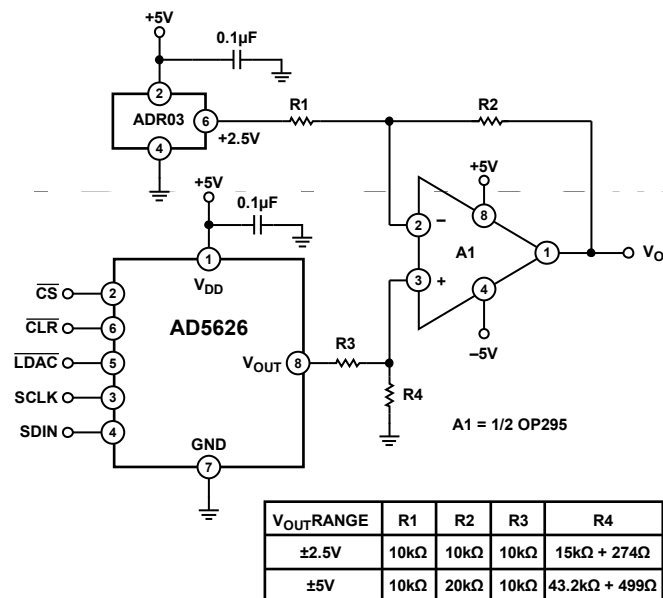 +5V
0.1µF
2
ADR03
6
+2.5V
4
R1
R2
+5V
8
2
–
A1
1
VO
3
+
4
–5V
+5V
0.1µF
1
VDD
AD5626
CS 2
CLR 6
LDAC 5
SCLK 3
SDIN 4
VOUT 8
GND
7
R3
R4
A1 = 1/2 OP295
VOUT RANGE R1 R2 R3 R4
±2.5V 10kΩ 10kΩ 10kΩ 15kΩ + 274Ω
±5V 10kΩ 20kΩ 10kΩ 43.2kΩ + 499Ω